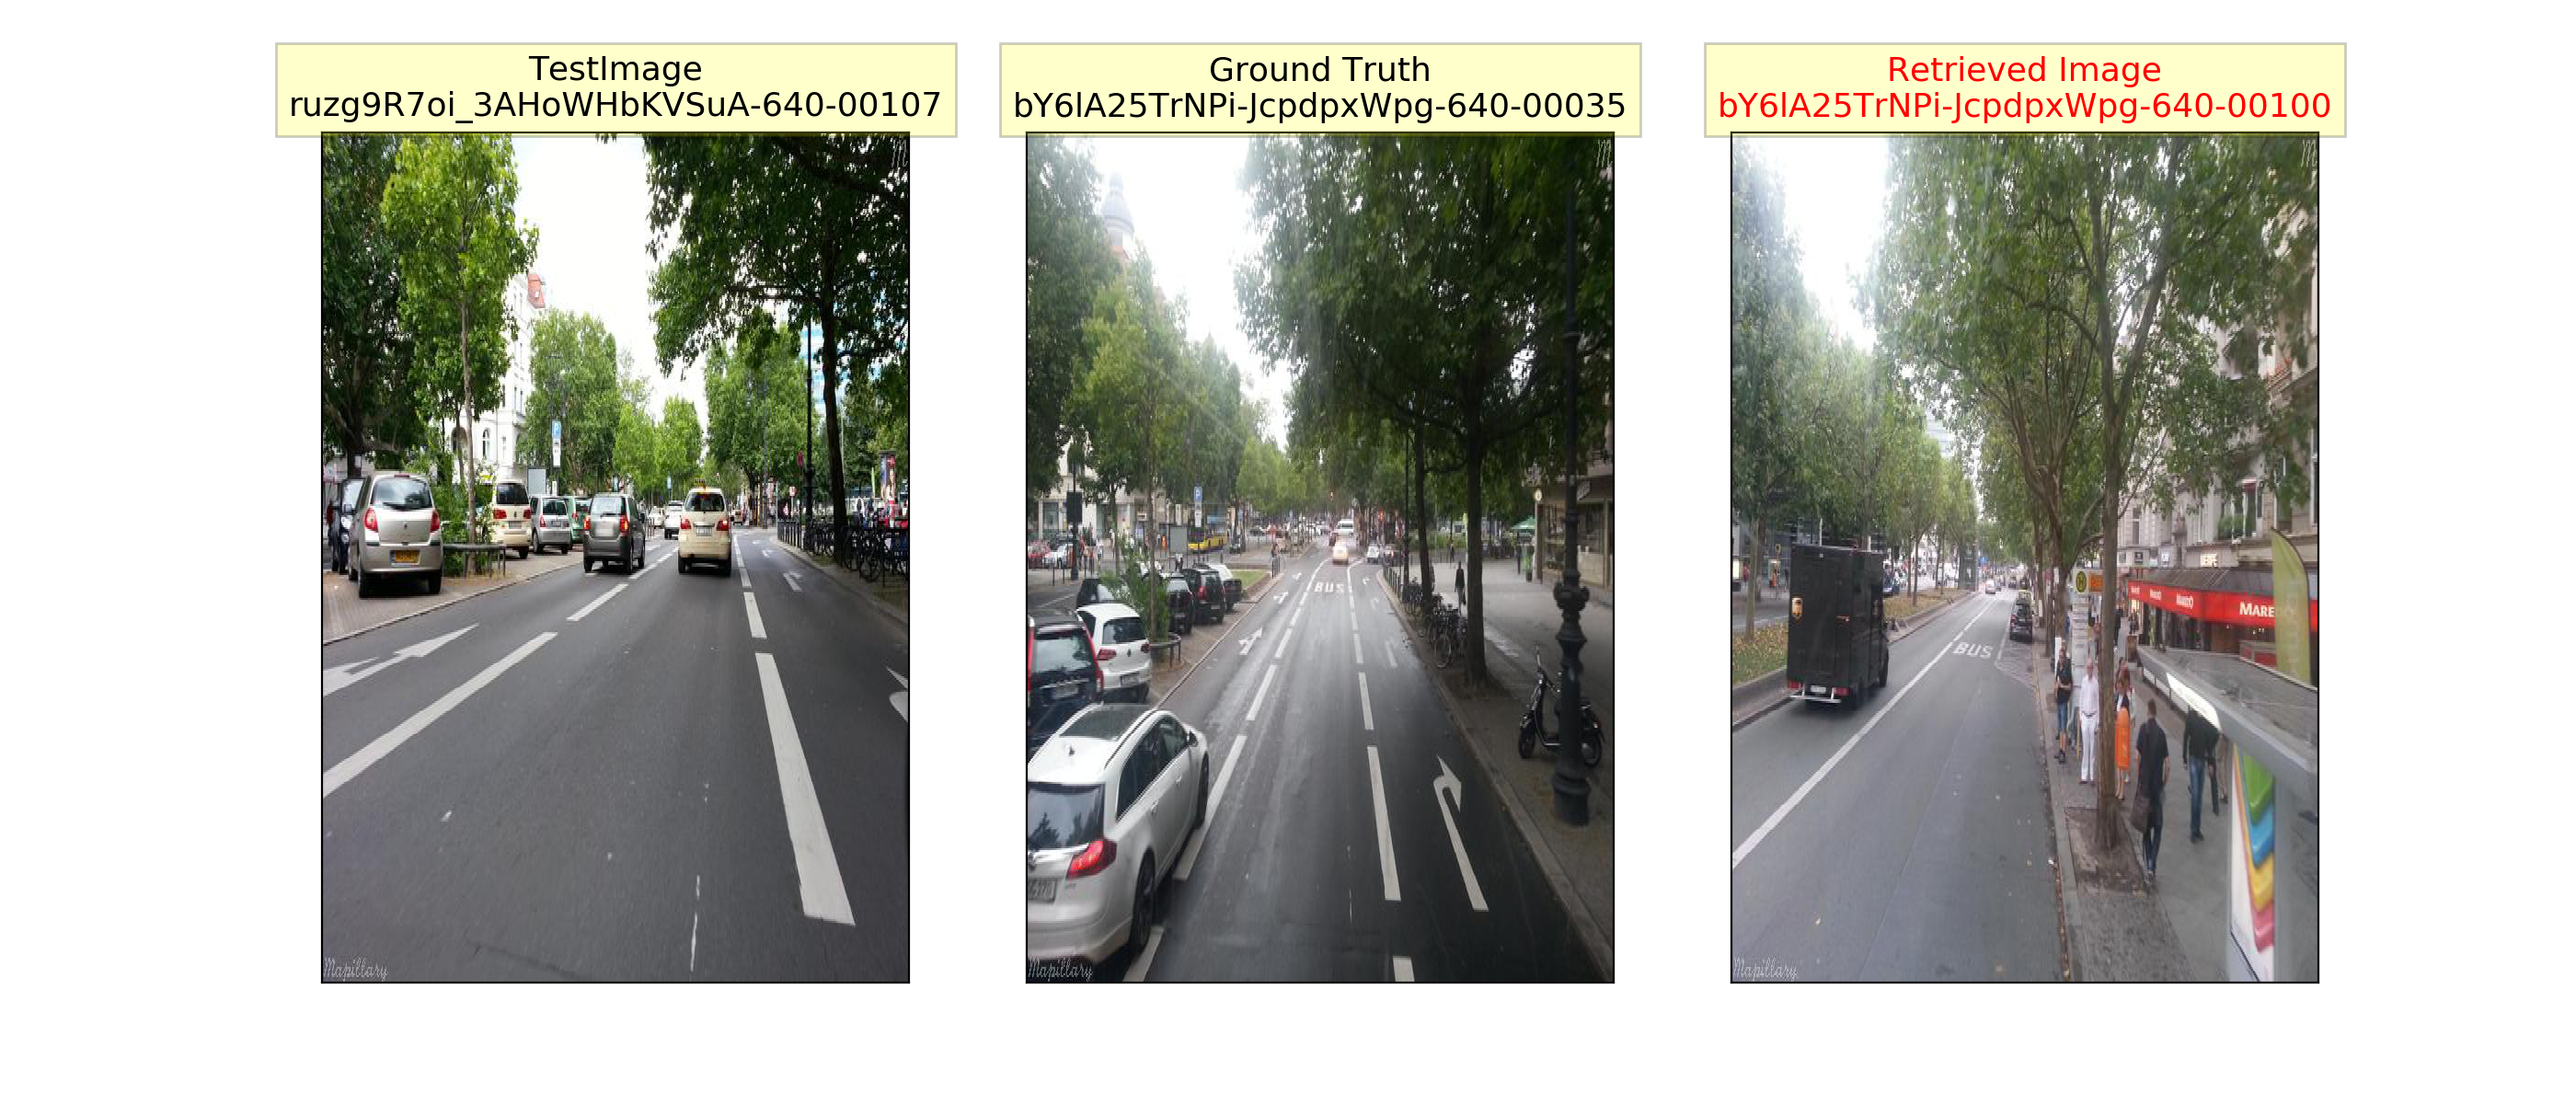 TestImage
ruzg9R7oi_3AHoWHbKVSuA-640-00107
Ground Truth
bY6lA25TrNPi-JcpdpxWpg-640-00035
Retrieved Image
bY6lA25TrNPi-JcpdpxWpg-640-00100
BUS
BUS
MARE
Mapillary
Mapillary
Mapillary